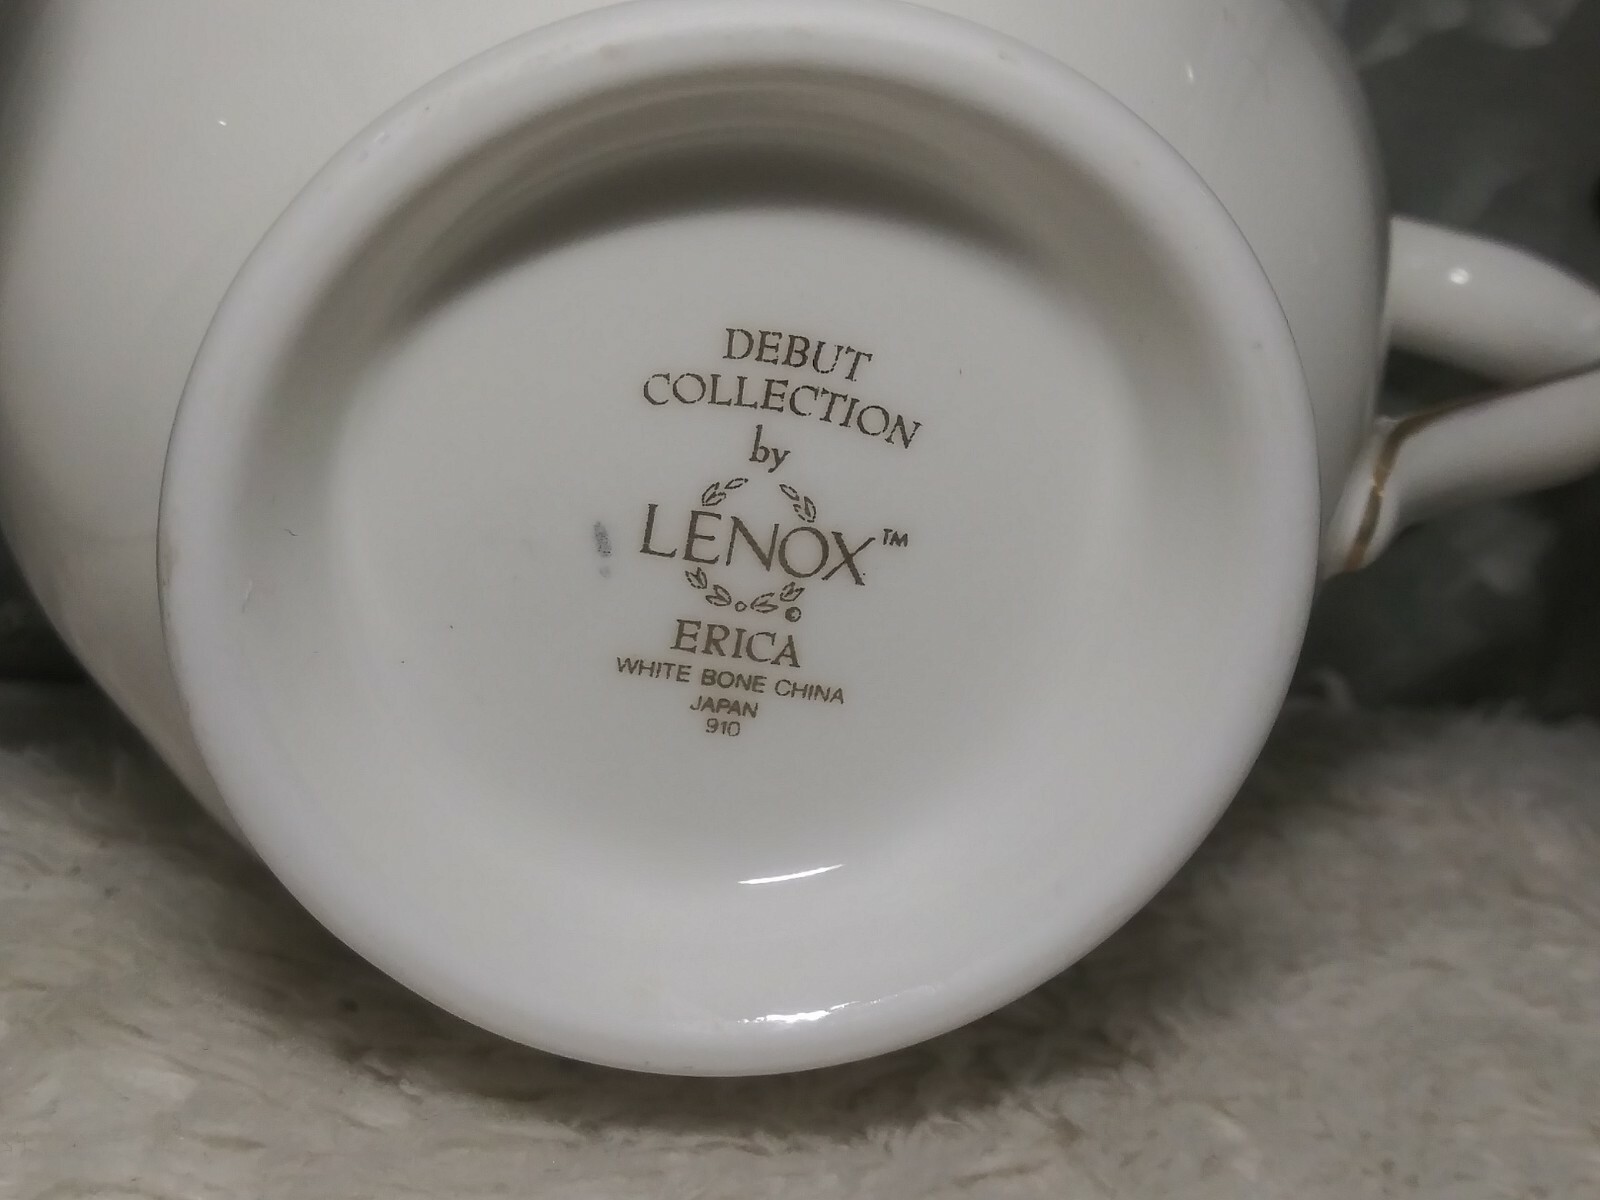 DEBUT
COLLECTION
by
LENOX™
©
ERICA
WHITE BONE CHINA
JAPAN
910